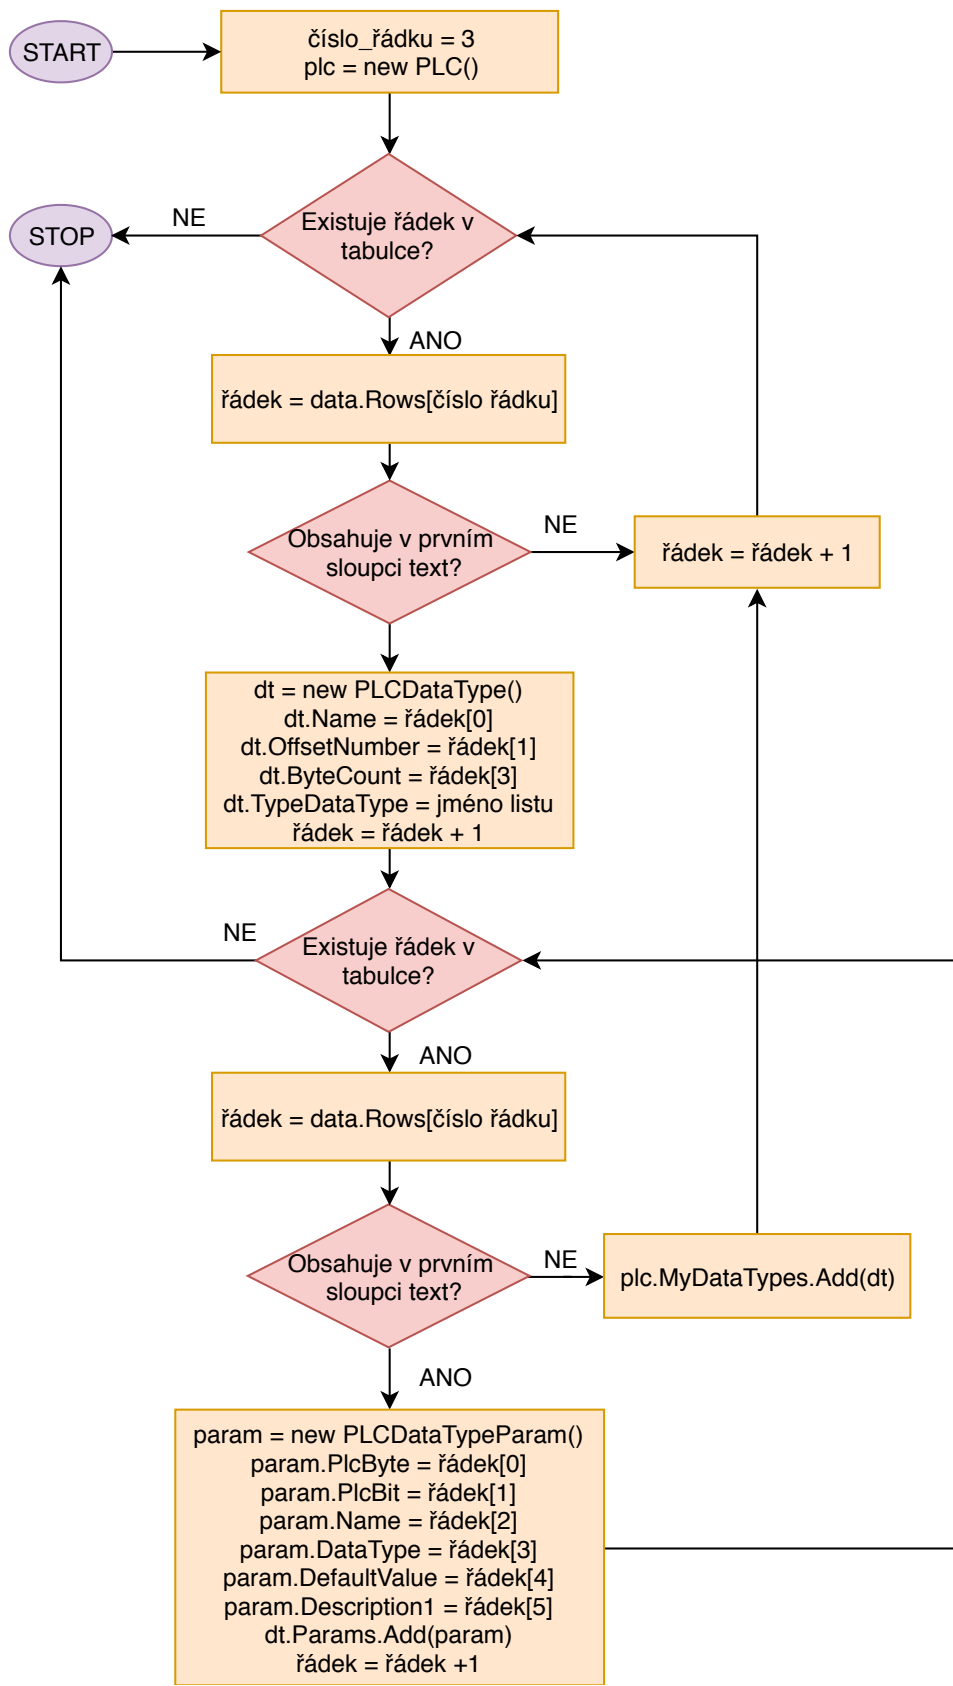 START
číslo_řádku = 3
plc = new PLC()
STOP
NE
Existuje řádek v
tabulce?
ANO
řádek = data.Rows[číslo řádku]
Obsahuje v prvním
sloupci text?
NE
řádek = řádek + 1
dt = new PLCDataType()
dt.Name = řádek[0]
dt.OffsetNumber = řádek[1]
dt.ByteCount = řádek[3]
dt.TypeDataType = jméno listu
řádek = řádek + 1
NE
Existuje řádek v
tabulce?
ANO
řádek = data.Rows[číslo řádku]
Obsahuje v prvním
sloupci text?
NE
plc.MyDataTypes.Add(dt)
ANO
param = new PLCDataTypeParam()
param.PlcByte = řádek[0]
param.PlcBit = řádek[1]
param.Name = řádek[2]
param.DataType = řádek[3]
param.DefaultValue = řádek[4]
param.Description1 = řádek[5]
dt.Params.Add(param)
řádek = řádek +1